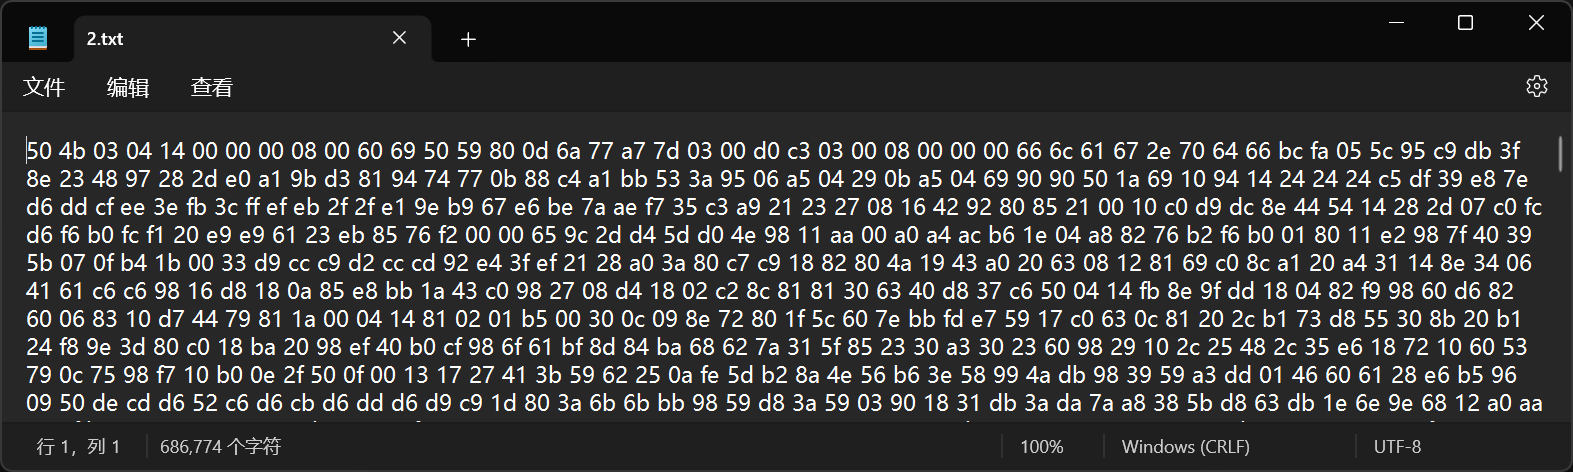 2.txt
文件 编辑 查看
50 4b 03 04 14 00 00 00 08 00 60 69 50 59 80 0d 6a 77 a7 7d 03 00 d0 c3 03 00 08 00 00 00 66 6c 61 67 2e 70 64 66 bc fa 05 5c 95 c9 db 3f
8e 23 48 97 28 2d e0 a1 9b d3 81 94 74 77 0b 88 c4 a1 bb 53 3a 95 06 a5 04 29 0b a5 04 69 90 90 50 1a 69 10 94 14 24 24 24 c5 df 39 e8 7e
d6 dd cf ee 3e fb 3c ff ef eb 2f 2f e1 9e b9 67 e6 be 7a ae f7 35 c3 a9 21 23 27 08 16 42 92 80 85 21 00 10 c0 d9 dc 8e 44 54 14 28 2d 07 c0 fc
d6 f6 b0 fc f1 20 e9 e9 61 23 eb 85 76 f2 00 00 65 9c 2d d4 5d d0 4e 98 11 aa 00 a0 a4 ac b6 1e 04 a8 82 76 b2 f6 b0 01 80 11 e2 98 7f 40 39
5b 07 0f b4 1b 00 33 d9 cc c9 d2 cc cd 92 e4 3f ef 21 28 a0 3a 80 c7 c9 18 82 80 4a 19 43 a0 20 63 08 12 81 69 c0 8c a1 20 a4 31 14 8e 34 06
41 61 c6 c6 98 16 d8 18 0a 85 e8 bb 1a 43 c0 98 27 08 d4 18 02 c2 8c 81 81 30 63 40 d8 37 c6 50 04 14 fb 8e 9f dd 18 04 82 f9 98 60 d6 82
60 06 83 10 d7 44 79 81 1a 00 04 14 81 02 01 b5 00 30 0c 09 8e 72 80 1f 5c 60 7e bb fd e7 59 17 c0 63 0c 81 20 2c b1 73 d8 55 30 8b 20 b1
24 f8 9e 3d 80 c0 18 ba 20 98 ef 40 b0 cf 98 6f 61 bf 8d 84 ba 68 62 7a 31 5f 85 23 30 a3 30 23 60 98 29 10 2c 25 48 2c 35 e6 18 72 10 60 53
79 0c 75 98 f7 10 b0 0e 2f 50 0f 00 13 17 27 41 3b 59 62 25 0a fe 5d b2 8a 4e 56 b6 3e 58 99 4a db 98 39 59 a3 dd 01 46 60 61 28 e6 b5 96
09 50 de cd d6 52 c6 d6 cb d6 dd d6 d9 c9 1d 80 3a 6b 6b bb 98 59 d8 3a 59 03 90 18 31 db 3a da 7a a8 38 5b d8 63 db 1e 6e 9e 68 12 a0 aa
行 1，列 1 686,774 个字符 100% Windows (CRLF) UTF-8